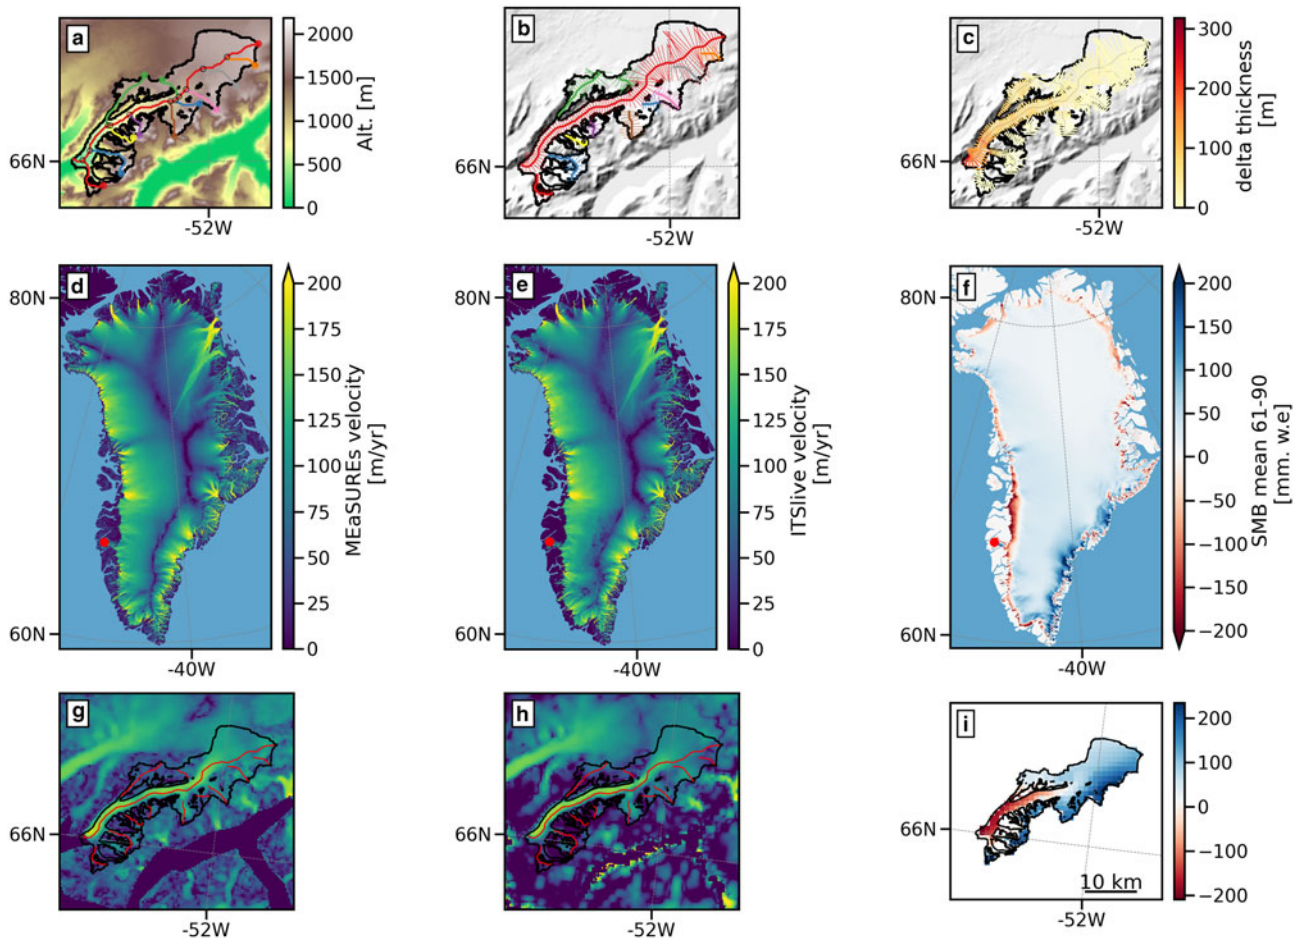 a
66N
-52W
2000
1500
1000
500
0
Alt. [m]
b
66N
-52W
c
66N
-52W
300
200
100
0
delta thickness
[m]
d
80N
60N
-40W
200
175
150
125
100
75
50
25
0
MEaSUREs velocity
[m/yr]
e
80N
60N
-40W
200
175
150
125
100
75
50
25
0
ITSlive velocity
[m/yr]
f
80N
60N
-40W
200
150
100
50
0
−50
−100
−150
−200
SMB mean 61-90
[mm. w.e]
g
66N
-52W
h
66N
-52W
i
66N
-52W
10 km
200
100
0
−100
−200